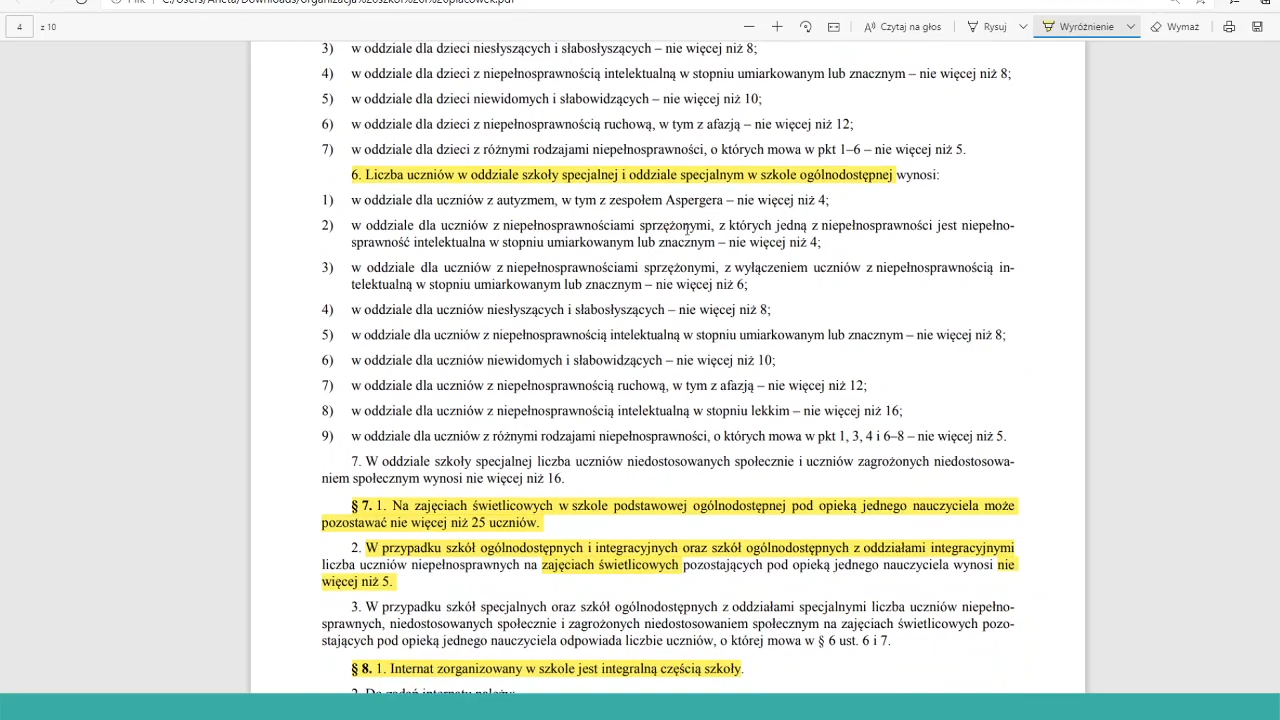 4 z 10 Czytaj na głos Rysuj Wyróżnienie Wymaż
3) w oddziale dla dzieci niesłyszących i słabosłyszących – nie więcej niż 8;
4) w oddziale dla dzieci z niepełnosprawnością intelektualną w stopniu umiarkowanym lub znacznym – nie więcej niż 8;
5) w oddziale dla dzieci niewidomych i słabowidzących – nie więcej niż 10;
6) w oddziale dla dzieci z niepełnosprawnością ruchową, w tym z afazją – nie więcej niż 12;
7) w oddziale dla dzieci z różnymi rodzajami niepełnosprawności, o których mowa w pkt 1–6 – nie więcej niż 5.
6. Liczba uczniów w oddziale szkoły specjalnej i oddziale specjalnym w szkole ogólnodostępnej wynosi:
1) w oddziale dla uczniów z autyzmem, w tym z zespołem Aspergera – nie więcej niż 4;
2) w oddziale dla uczniów z niepełnosprawnościami sprzężonymi, z których jedną z niepełnosprawności jest niepełno-
sprawność intelektualna w stopniu umiarkowanym lub znacznym – nie więcej niż 4;
3) w oddziale dla uczniów z niepełnosprawnościami sprzężonymi, z wyłączeniem uczniów z niepełnosprawnością in-
telektualną w stopniu umiarkowanym lub znacznym – nie więcej niż 6;
4) w oddziale dla uczniów niesłyszących i słabosłyszących – nie więcej niż 8;
5) w oddziale dla uczniów z niepełnosprawnością intelektualną w stopniu umiarkowanym lub znacznym – nie więcej niż 8;
6) w oddziale dla uczniów niewidomych i słabowidzących – nie więcej niż 10;
7) w oddziale dla uczniów z niepełnosprawnością ruchową, w tym z afazją – nie więcej niż 12;
8) w oddziale dla uczniów z niepełnosprawnością intelektualną w stopniu lekkim – nie więcej niż 16;
9) w oddziale dla uczniów z różnymi rodzajami niepełnosprawności, o których mowa w pkt 1, 3, 4 i 6–8 – nie więcej niż 5.
7. W oddziale szkoły specjalnej liczba uczniów niedostosowanych społecznie i uczniów zagrożonych niedostosowa-
niem społecznym wynosi nie więcej niż 16.
§ 7. 1. Na zajęciach świetlicowych w szkole podstawowej ogólnodostępnej pod opieką jednego nauczyciela może
pozostawać nie więcej niż 25 uczniów.
2. W przypadku szkół ogólnodostępnych i integracyjnych oraz szkół ogólnodostępnych z oddziałami integracyjnymi
liczba uczniów niepełnosprawnych na zajęciach świetlicowych pozostających pod opieką jednego nauczyciela wynosi nie
więcej niż 5.
3. W przypadku szkół specjalnych oraz szkół ogólnodostępnych z oddziałami specjalnymi liczba uczniów niepełno-
sprawnych, niedostosowanych społecznie i zagrożonych niedostosowaniem społecznym na zajęciach świetlicowych pozo-
stających pod opieką jednego nauczyciela odpowiada liczbie uczniów, o której mowa w § 6 ust. 6 i 7.
§ 8. 1. Internat zorganizowany w szkole jest integralną częścią szkoły.
2. Do zadań internatu należy: